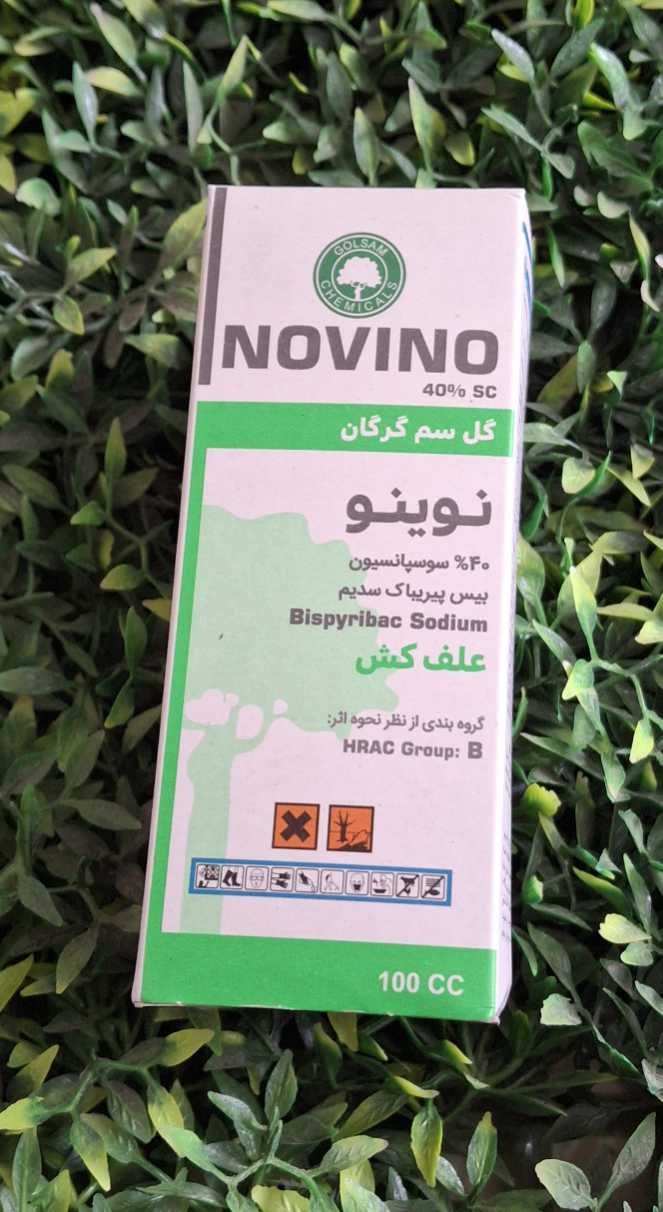 GOLSAM
CHEMICALS
NOVINO
40% SC
گل سم گرگان
نوینو
۴۰% سوسپانسیون
بیس پیریباک سدیم
Bispyribac Sodium
علف کش
گروه بندی از نظر نحوه اثر:
HRAC Group: B
100 CC